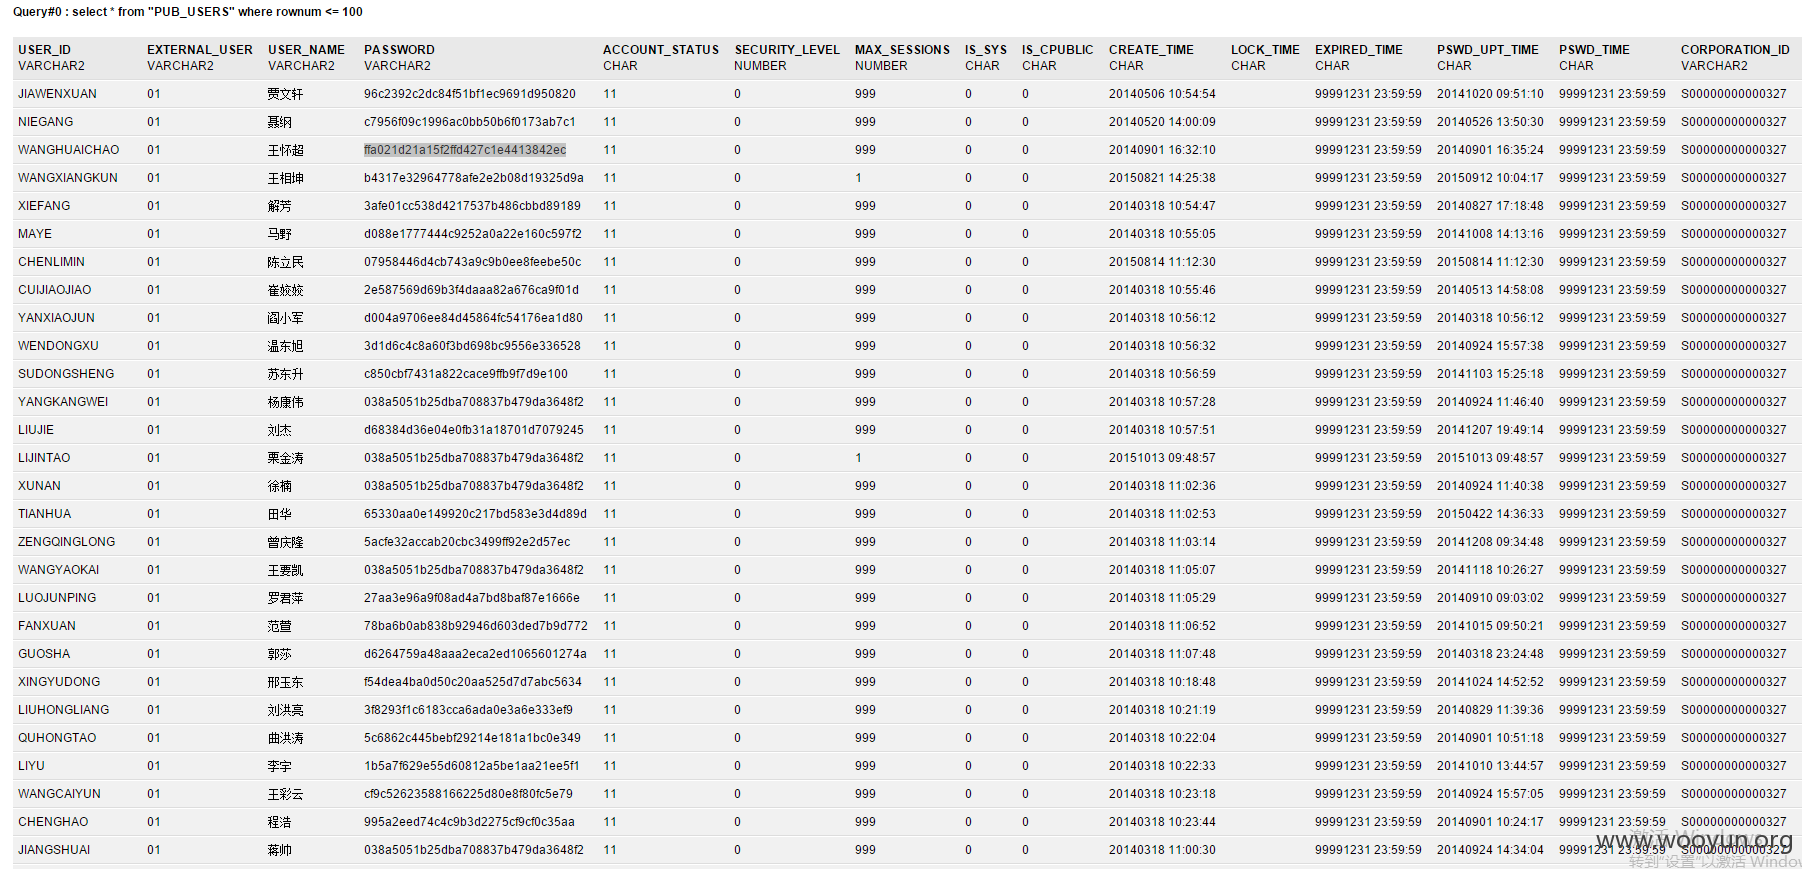 Query#0 : select * from "PUB_USERS" where rownum <= 100
USER_ID EXTERNAL_USER USER_NAME PASSWORD ACCOUNT_STATUS SECURITY_LEVEL MAX_SESSIONS IS_SYS IS_CPUBLIC CREATE_TIME LOCK_TIME EXPIRED_TIME PSWD_UPT_TIME PSWD_TIME CORPORATION_ID
VARCHAR2 VARCHAR2 VARCHAR2 VARCHAR2 CHAR NUMBER NUMBER CHAR CHAR CHAR CHAR CHAR CHAR CHAR VARCHAR2
JIAWENXUAN 01 贾文轩 96c2392c2dc84f51bf1ec9691d950820 11 0 999 0 0 20140506 10:54:54 99991231 23:59:59 20141020 09:51:10 99991231 23:59:59 S00000000000327
NIEGANG 01 聂纲 c7956f09c1996ac0bb50b6f0173ab7c1 11 0 999 0 0 20140520 14:00:09 99991231 23:59:59 20140526 13:50:30 99991231 23:59:59 S00000000000327
WANGHUAICHAO 01 王怀超 ffa021d21a15f2ffd427c1e4413842ec 11 0 999 0 0 20140901 16:32:10 99991231 23:59:59 20140901 16:35:24 99991231 23:59:59 S00000000000327
WANGXIANGKUN 01 王相坤 b4317e32964778afe2e2b08d19325d9a 11 0 1 0 0 20150821 14:25:38 99991231 23:59:59 20150912 10:04:17 99991231 23:59:59 S00000000000327
XIEFANG 01 解芳 3afe01cc538d4217537b486cbbd89189 11 0 999 0 0 20140318 10:54:47 99991231 23:59:59 20140827 17:18:48 99991231 23:59:59 S00000000000327
MAYE 01 马野 d088e1777444c9252a0a22e160c597f2 11 0 999 0 0 20140318 10:55:05 99991231 23:59:59 20141008 14:13:16 99991231 23:59:59 S00000000000327
CHENLIMIN 01 陈立民 07958446d4cb743a9c9b0ee8feebe50c 11 0 999 0 0 20150814 11:12:30 99991231 23:59:59 20150814 11:12:30 99991231 23:59:59 S00000000000327
CUIJIAOJIAO 01 崔姣姣 2e587569d69b3f4daaa82a676ca9f01d 11 0 999 0 0 20140318 10:55:46 99991231 23:59:59 20140513 14:58:08 99991231 23:59:59 S00000000000327
YANXIAOJUN 01 阎小军 d004a9706ee84d45864fc54176ea1d80 11 0 999 0 0 20140318 10:56:12 99991231 23:59:59 20140318 10:56:12 99991231 23:59:59 S00000000000327
WENDONGXU 01 温东旭 3d1d6c4c8a60f3bd698bc9556e336528 11 0 999 0 0 20140318 10:56:32 99991231 23:59:59 20140924 15:57:38 99991231 23:59:59 S00000000000327
SUDONGSHENG 01 苏东升 c850cbf7431a822cace9ffb9f7d9e100 11 0 999 0 0 20140318 10:56:59 99991231 23:59:59 20141103 15:25:18 99991231 23:59:59 S00000000000327
YANGKANGWEI 01 杨康伟 038a5051b25dba708837b479da3648f2 11 0 999 0 0 20140318 10:57:28 99991231 23:59:59 20140924 11:46:40 99991231 23:59:59 S00000000000327
LIUJIE 01 刘杰 d68384d36e04e0fb31a18701d7079245 11 0 999 0 0 20140318 10:57:51 99991231 23:59:59 20141207 19:49:14 99991231 23:59:59 S00000000000327
LIJINTAO 01 栗金涛 038a5051b25dba708837b479da3648f2 11 0 1 0 0 20151013 09:48:57 99991231 23:59:59 20151013 09:48:57 99991231 23:59:59 S00000000000327
XUNAN 01 徐楠 038a5051b25dba708837b479da3648f2 11 0 999 0 0 20140318 11:02:36 99991231 23:59:59 20140924 11:40:38 99991231 23:59:59 S00000000000327
TIANHUA 01 田华 65330aa0e149920c217bd583e3d4d89d 11 0 999 0 0 20140318 11:02:53 99991231 23:59:59 20150422 14:36:33 99991231 23:59:59 S00000000000327
ZENGQINGLONG 01 曾庆隆 5acfe32accab20cbc3499ff92e2d57ec 11 0 999 0 0 20140318 11:03:14 99991231 23:59:59 20141208 09:34:48 99991231 23:59:59 S00000000000327
WANGYAOKAI 01 王要凯 038a5051b25dba708837b479da3648f2 11 0 999 0 0 20140318 11:05:07 99991231 23:59:59 20141118 10:26:27 99991231 23:59:59 S00000000000327
LUOJUNPING 01 罗君萍 27aa3e96a9f08ad4a7bd8baf87e1666e 11 0 999 0 0 20140318 11:05:29 99991231 23:59:59 20140910 09:03:02 99991231 23:59:59 S00000000000327
FANXUAN 01 范萱 78ba6b0ab838b92946d603ded7b9d772 11 0 999 0 0 20140318 11:06:52 99991231 23:59:59 20141015 09:50:21 99991231 23:59:59 S00000000000327
GUOSHA 01 郭莎 d6264759a48aaa2eca2ed1065601274a 11 0 999 0 0 20140318 11:07:48 99991231 23:59:59 20140318 23:24:48 99991231 23:59:59 S00000000000327
XINGYUDONG 01 邢玉东 f54dea4ba0d50c20aa525d7d7abc5634 11 0 999 0 0 20140318 10:18:48 99991231 23:59:59 20141024 14:52:52 99991231 23:59:59 S00000000000327
LIUHONGLIANG 01 刘洪亮 3f8293f1c6183cca6ada0e3a6e333ef9 11 0 999 0 0 20140318 10:21:19 99991231 23:59:59 20140829 11:39:36 99991231 23:59:59 S00000000000327
QUHONGTAO 01 曲洪涛 5c6862c445bebf29214e181a1bc0e349 11 0 999 0 0 20140318 10:22:04 99991231 23:59:59 20140901 10:51:18 99991231 23:59:59 S00000000000327
LIYU 01 李宇 1b5a7f629e55d60812a5be1aa21ee5f1 11 0 999 0 0 20140318 10:22:33 99991231 23:59:59 20141010 13:44:57 99991231 23:59:59 S00000000000327
WANGCAIYUN 01 王彩云 cf9c52623588166225d80e8f80fc5e79 11 0 999 0 0 20140318 10:23:18 99991231 23:59:59 20140924 15:57:05 99991231 23:59:59 S00000000000327
CHENGHAO 01 程浩 995a2eed74c4c9b3d2275cf9cf0c35aa 11 0 999 0 0 20140318 10:23:44 99991231 23:59:59 20140901 10:24:17 99991231 23:59:59 S00000000000327
JIANGSHUAI 01 蒋帅 038a5051b25dba708837b479da3648f2 11 0 999 0 0 20140318 11:00:30 99991231 23:59:59 20140924 14:34:04 99991231 23:59:59 S00000000000327
激活 Windows
www.wooyun.org
转到"设置"以激活 Window